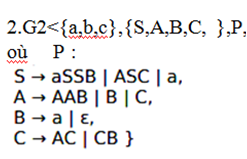 2.G2<{a,b,c},{S,A,B,C, },P,
où P :
S → aSSB | ASC | a,
A → AAB | B | C,
B → a | ε,
C → AC | CB }